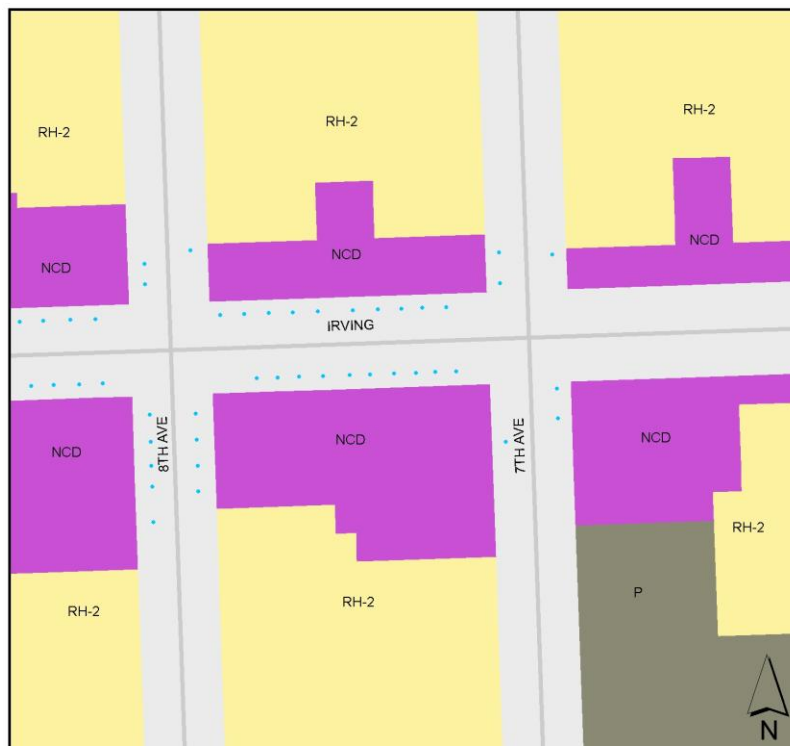 RH-2
RH-2
RH-2
NCD
NCD
NCD
IRVING
NCD
8TH AVE
NCD
7TH AVE
NCD
RH-2
RH-2
RH-2
P
N